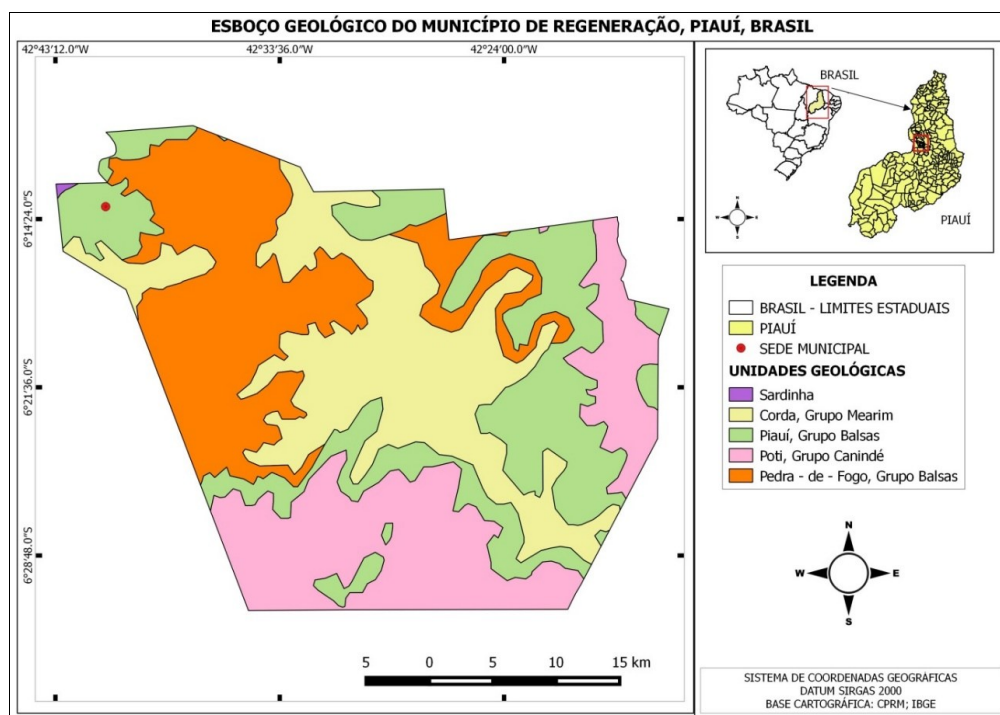 ESBOÇO GEOLÓGICO DO MUNICÍPIO DE REGENERAÇÃO, PIAUÍ, BRASIL
42°43'12.0"W
42°33'36.0"W
42°24'00.0"W
6°14'24.0"S
6°21'36.0"S
6°28'48.0"S
5 0 5 10 15 km
BRASIL
PIAUÍ
N
W E
S
LEGENDA
BRASIL - LIMITES ESTADUAIS
PIAUÍ
SEDE MUNICIPAL
UNIDADES GEOLÓGICAS
Sardinha
Corda, Grupo Mearim
Piauí, Grupo Balsas
Poti, Grupo Canindé
Pedra - de - Fogo, Grupo Balsas
N
W E
S
SISTEMA DE COORDENADAS GEOGRÁFICAS
DATUM SIRGAS 2000
BASE CARTOGRÁFICA: CPRM; IBGE